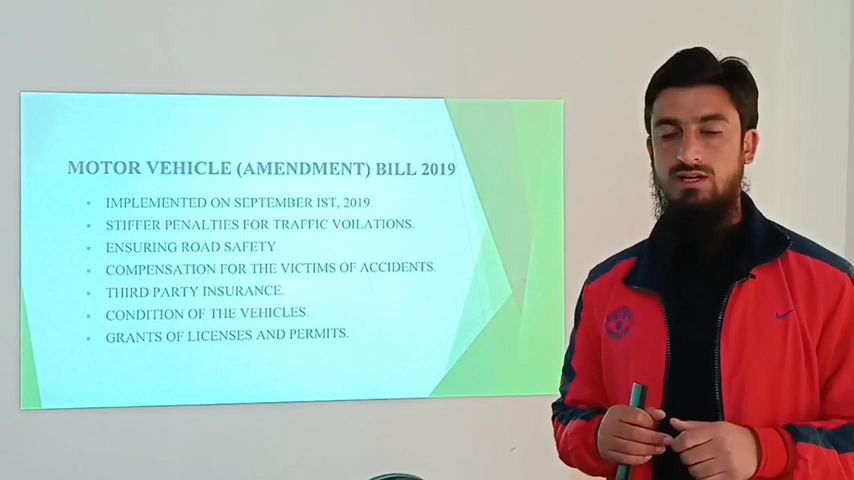 MOTOR VEHICLE (AMENDMENT) BILL 2019
▪ IMPLEMENTED ON SEPTEMBER 1ST, 2019.
▪ STIFFER PENALTIES FOR TRAFFIC VOILATIONS.
▪ ENSURING ROAD SAFETY
▪ COMPENSATION FOR THE VICTIMS OF ACCIDENTS.
▪ THIRD PARTY INSURANCE.
▪ CONDITION OF THE VEHICLES.
▪ GRANTS OF LICENSES AND PERMITS.